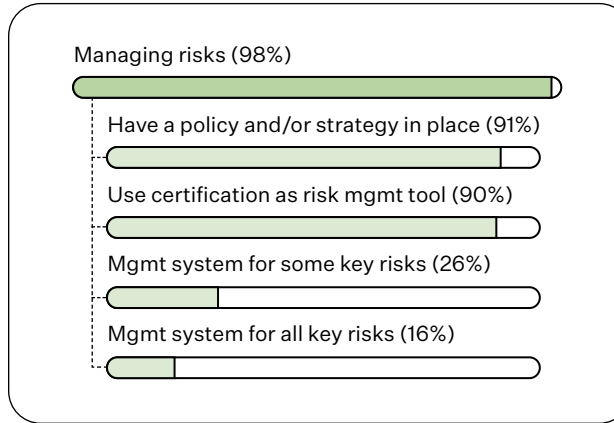 Managing risks (98%)
Have a policy and/or strategy in place (91%)
Use certification as risk mgmt tool (90%)
Mgmt system for some key risks (26%)
Mgmt system for all key risks (16%)